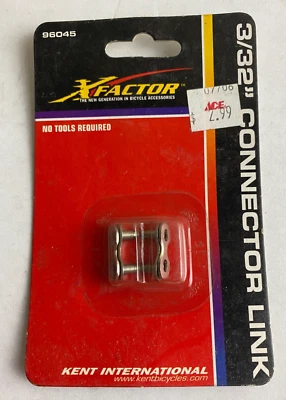 96045
XFACTOR
THE NEW GENERATION IN BICYCLE ACCESSORIES
07706
ACE
$ 2.99
NO TOOLS REQUIRED
3/32" CONNECTOR LINK
KENT INTERNATIONAL
www.kentbicycles.com